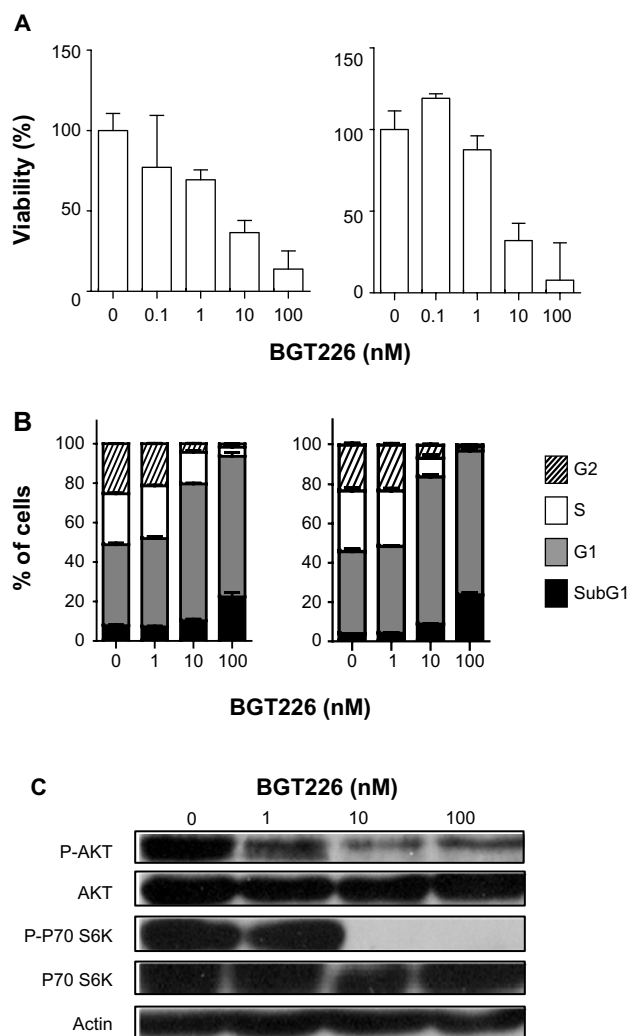 A
150
100
50
0
Viability (%)
0 0.1 1 10 100
150
100
50
0
0 0.1 1 10 100
BGT226 (nM)
B
100
80
60
40
20
0
% of cells
0 1 10 100
100
80
60
40
20
0
0 1 10 100
G2
S
G1
SubG1
BGT226 (nM)
C
BGT226 (nM)
0 1 10 100
P-AKT
AKT
P-P70 S6K
P70 S6K
Actin